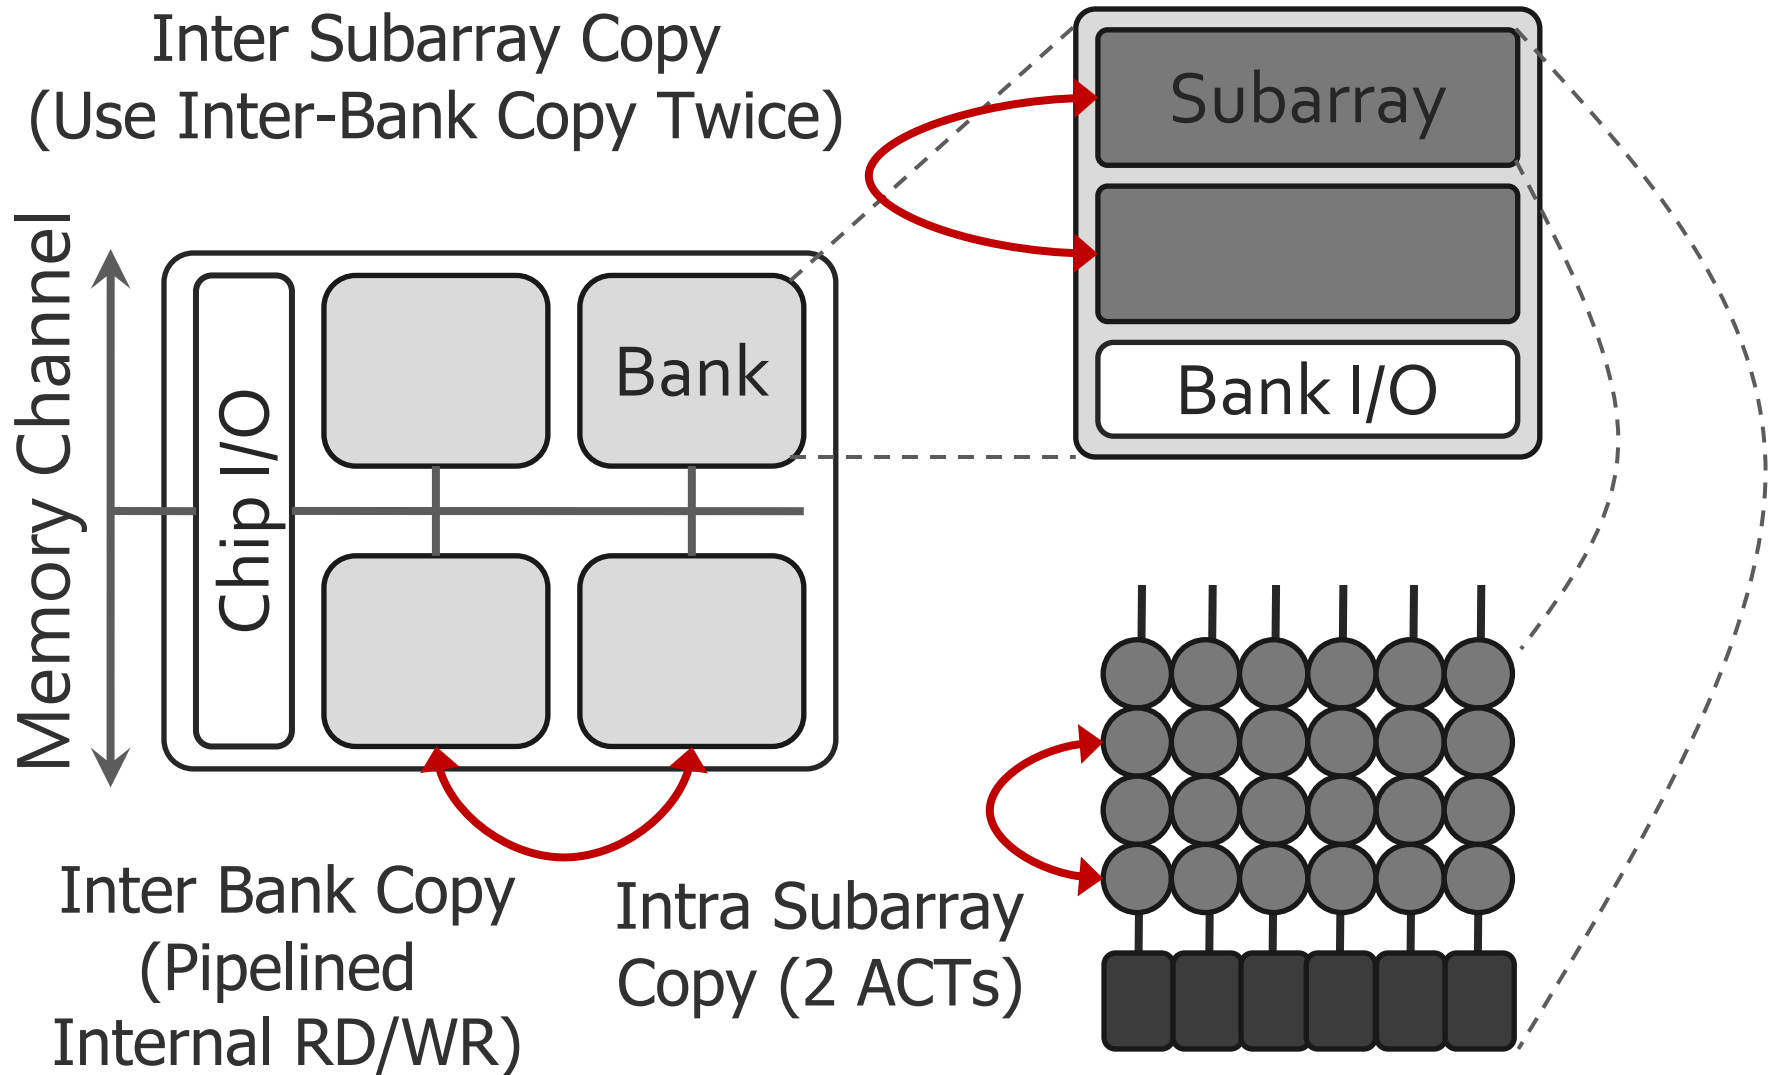 Inter Subarray Copy
(Use Inter-Bank Copy Twice)
Subarray
Bank I/O
Memory Channel
Chip I/O
Bank
Inter Bank Copy
(Pipelined
Internal RD/WR)
Intra Subarray
Copy (2 ACTs)